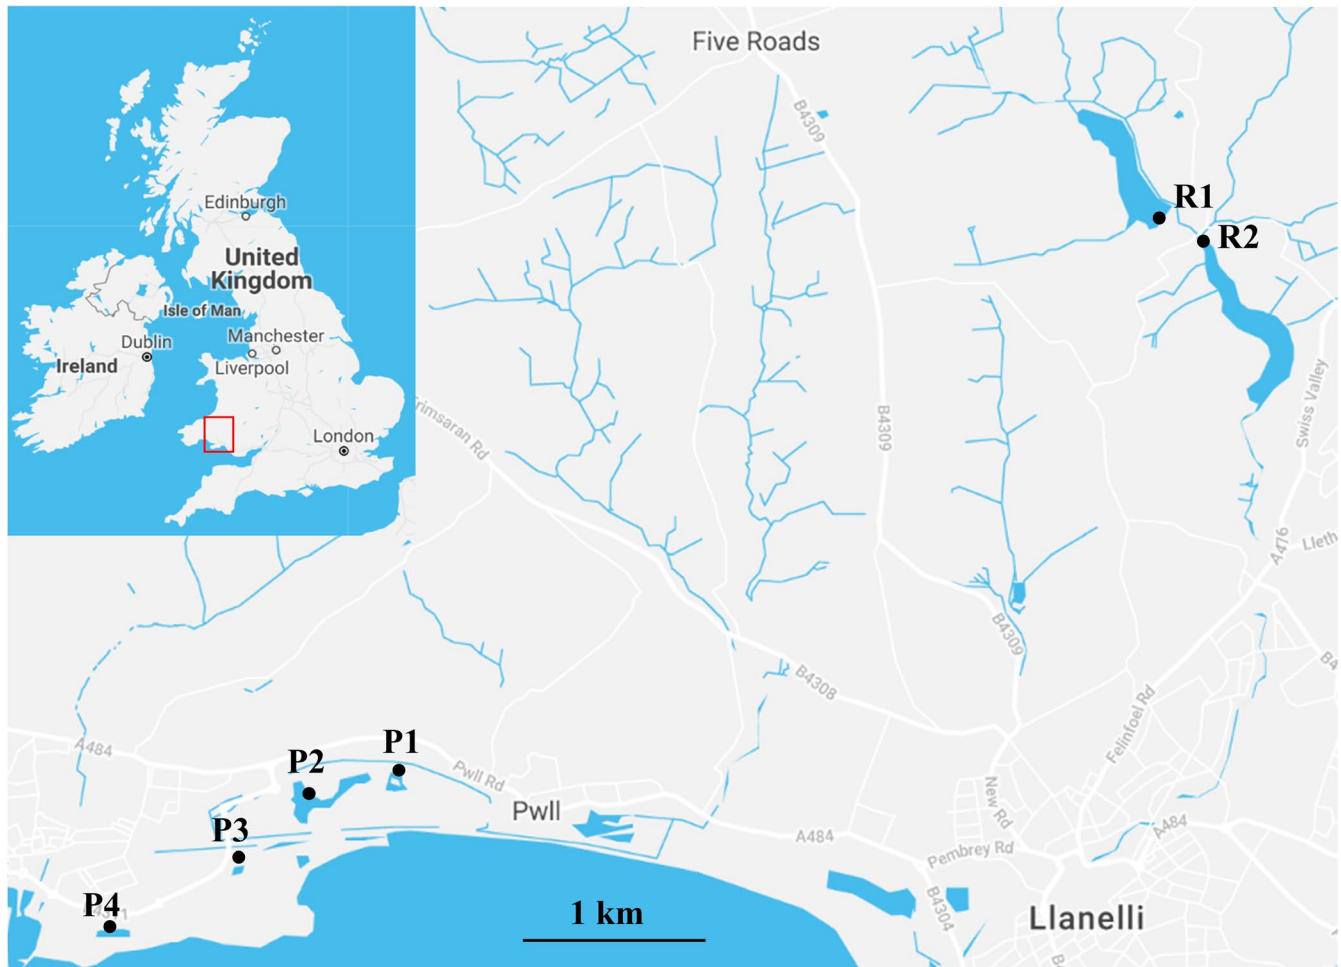 Five Roads
B4309
R1
R2
Edinburgh
United
Kingdom
Isle of Man
Dublin
Manchester
Ireland
Liverpool
London
rimsaran Rd
B4309
Swiss Valley
A476
Lleth
B4309
B4
B4308
Felinfoel Rd
A484
P1
P2
Pwll Rd
New Rd
Pwll
P3
A484
A484
Pembrey Rd
P4
1 km
B4304
Llanelli